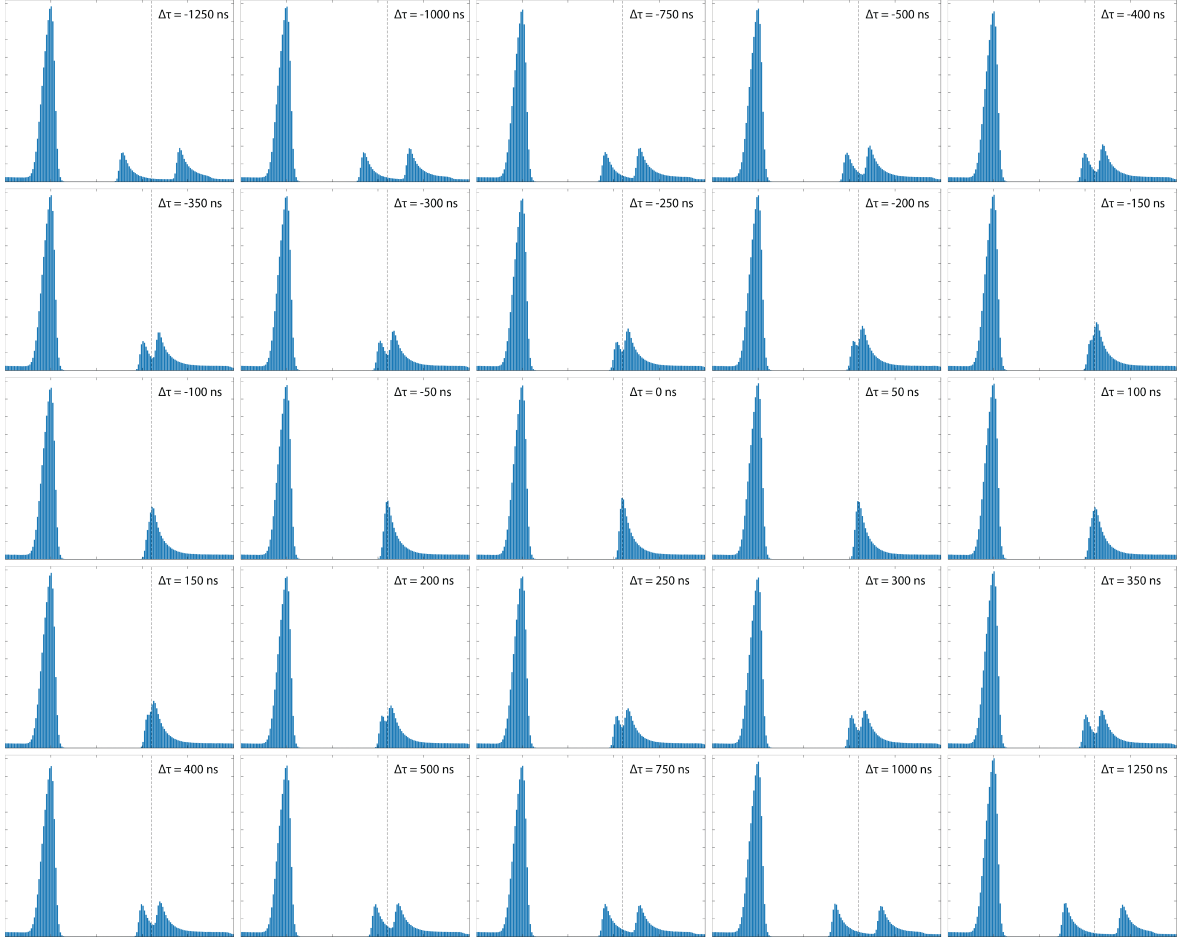 Δτ = -1250 ns
Δτ = -1000 ns
Δτ = -750 ns
Δτ = -500 ns
Δτ = -400 ns
Δτ = -350 ns
Δτ = -300 ns
Δτ = -250 ns
Δτ = -200 ns
Δτ = -150 ns
Δτ = -100 ns
Δτ = -50 ns
Δτ = 0 ns
Δτ = 50 ns
Δτ = 100 ns
Δτ = 150 ns
Δτ = 200 ns
Δτ = 250 ns
Δτ = 300 ns
Δτ = 350 ns
Δτ = 400 ns
Δτ = 500 ns
Δτ = 750 ns
Δτ = 1000 ns
Δτ = 1250 ns